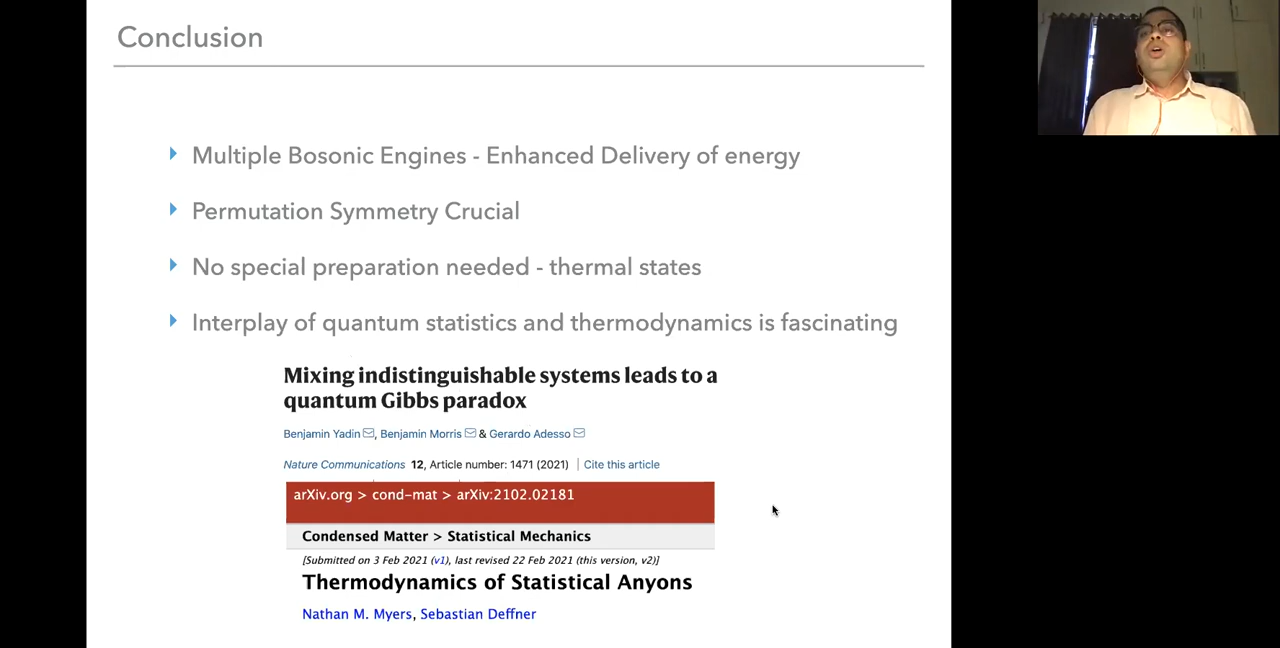 Conclusion
Multiple Bosonic Engines - Enhanced Delivery of energy
Permutation Symmetry Crucial
No special preparation needed - thermal states
Interplay of quantum statistics and thermodynamics is fascinating
Mixing indistinguishable systems leads to a
quantum Gibbs paradox
Benjamin Yadin, Benjamin Morris & Gerardo Adesso
Nature Communications 12, Article number: 1471 (2021) | Cite this article
arXiv.org > cond-mat > arXiv:2102.02181
Condensed Matter > Statistical Mechanics
[Submitted on 3 Feb 2021 (v1), last revised 22 Feb 2021 (this version, v2)]
Thermodynamics of Statistical Anyons
Nathan M. Myers, Sebastian Deffner